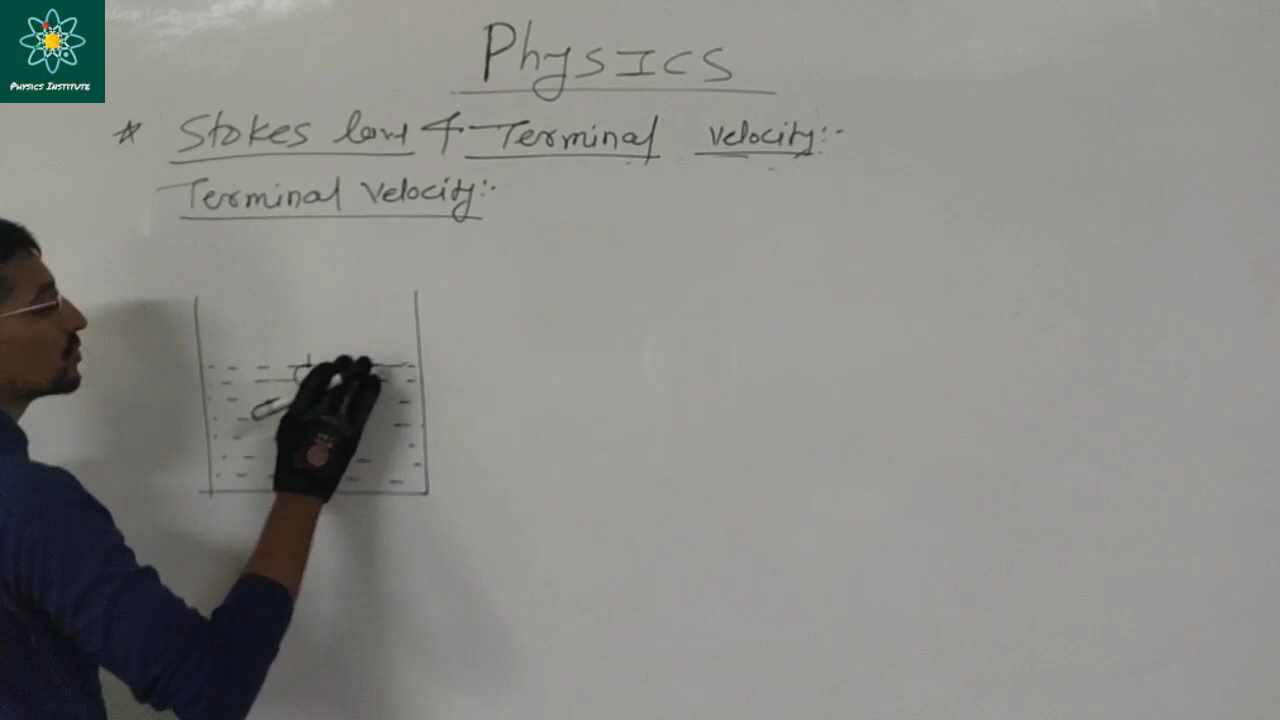 PHYSICS INSTITUTE
Physics
* Stokes law & Terminal velocity:-
Terminal Velocity:-